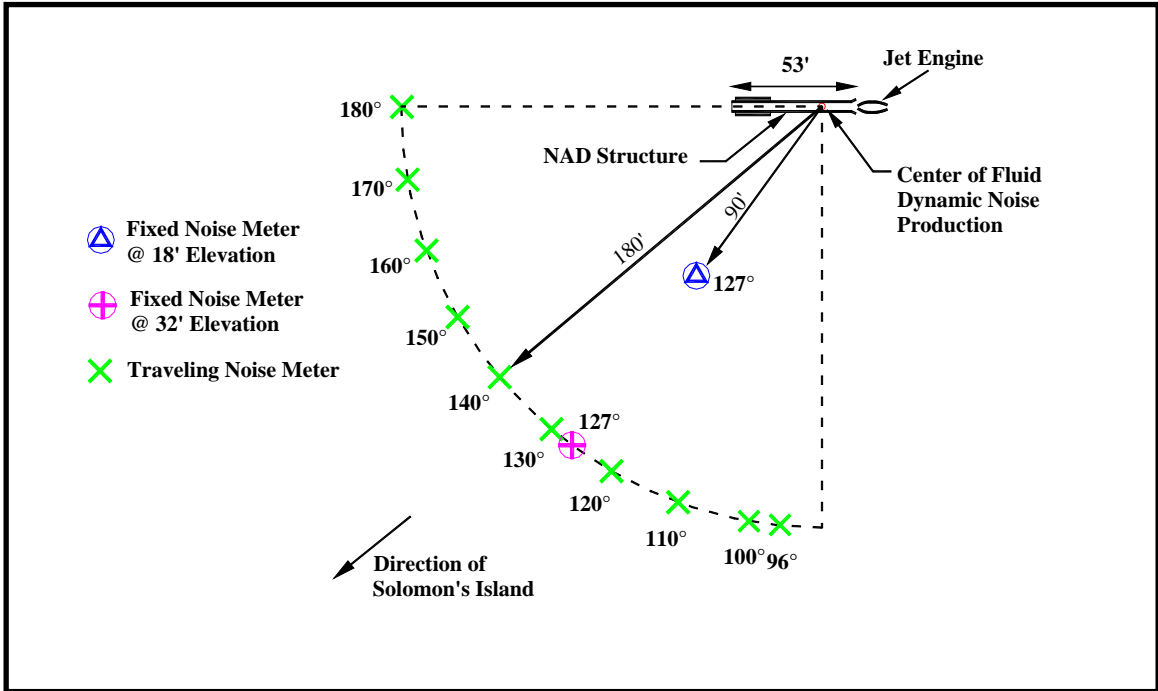 53'
Jet Engine
180°
NAD Structure
Center of Fluid
Dynamic Noise
Production
170°
90'
180'
Fixed Noise Meter
@ 18' Elevation
160°
127°
Fixed Noise Meter
@ 32' Elevation
150°
Traveling Noise Meter
140°
127°
130°
120°
110°
100°
96°
Direction of
Solomon's Island